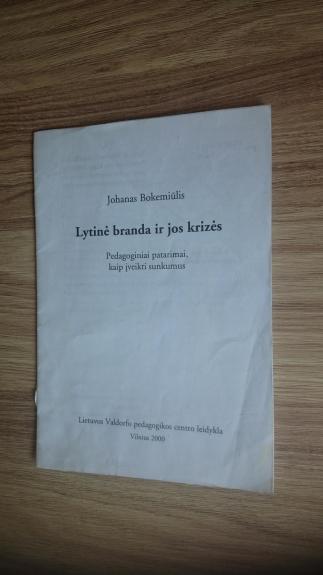 Johanas Bokemiūlis
Lytinė branda ir jos krizės
Pedagoginiai patarimai,
kaip įveikti sunkumus
Lietuvos Valdorfo pedagogikos centro leidykla
Vilnius 2000